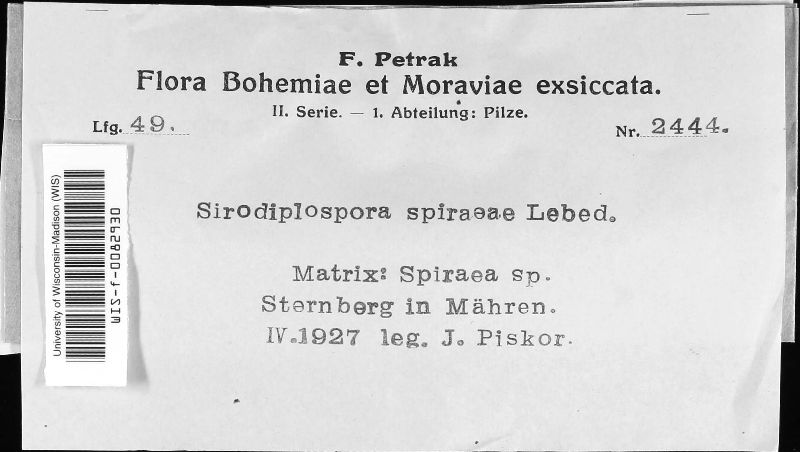 F. Petrak
Flora Bohemiae et Moraviae exsiccata.
II. Serie. — 1. Abteilung: Pilze.
Lfg. 49.
Nr. 2444.
University of Wisconsin-Madison (WIS)
WIS-f-0082930
Sirodiplospora spiraeae Lebed.
Matrix: Spiraea sp.
Sternberg in Mähren.
IV.1927 leg. J. Piskor.